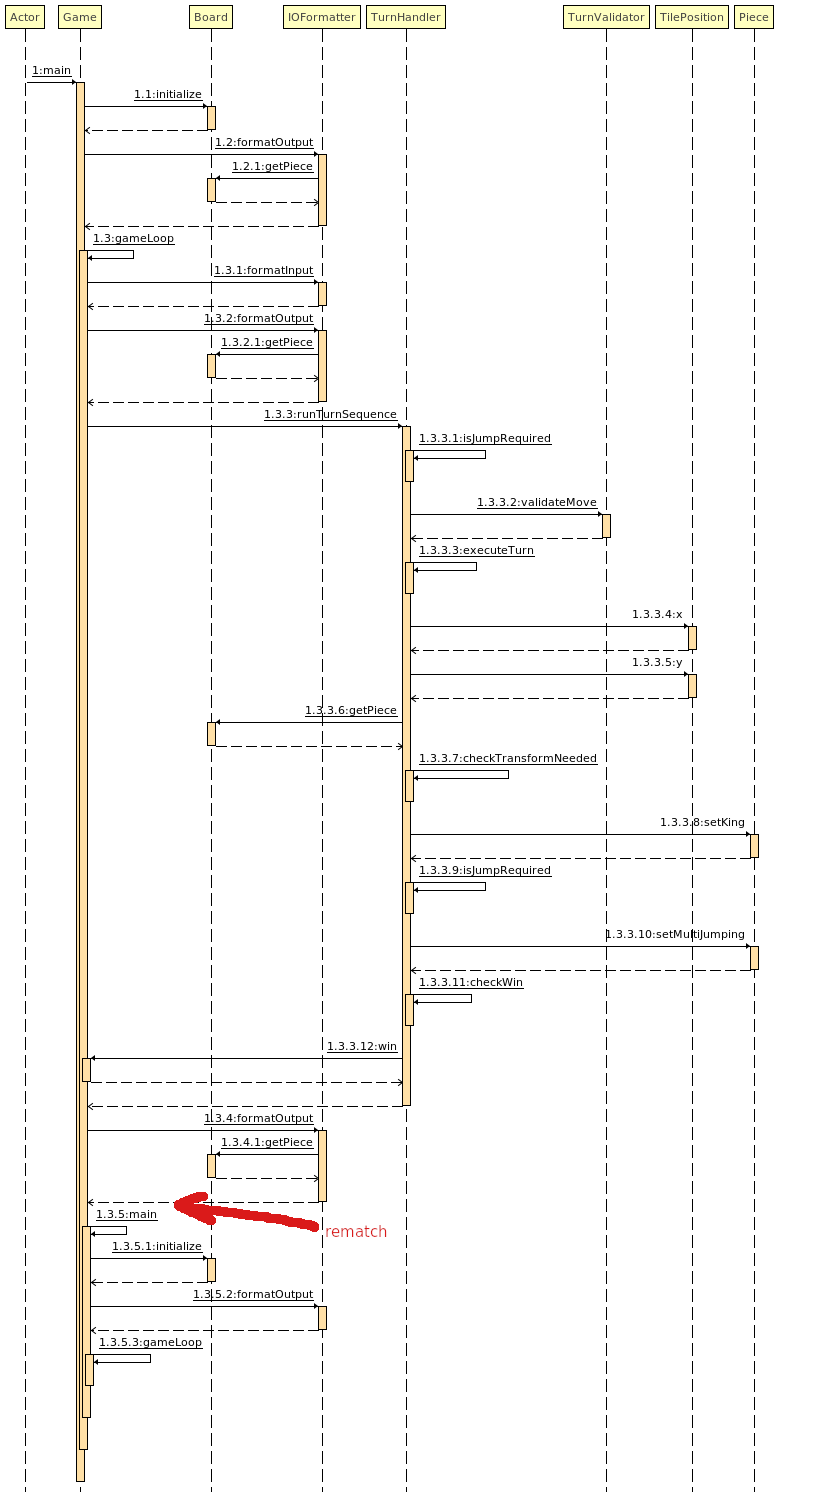 Actor Game Board IOFormatter TurnHandler TurnValidator TilePosition Piece
1:main
1.1:initialize
1.2:formatOutput
1.2.1:getPiece
1.3:gameLoop
1.3.1:formatInput
1.3.2:formatOutput
1.3.2.1:getPiece
1.3.3:runTurnSequence
1.3.3.1:isJumpRequired
1.3.3.2:validateMove
1.3.3.3:executeTurn
1.3.3.4:x
1.3.3.5:y
1.3.3.6:getPiece
1.3.3.7:checkTransformNeeded
1.3.3.8:setKing
1.3.3.9:isJumpRequired
1.3.3.10:setMultiJumping
1.3.3.11:checkWin
1.3.3.12:win
1.3.4:formatOutput
1.3.4.1:getPiece
1.3.5:main
rematch
1.3.5.1:initialize
1.3.5.2:formatOutput
1.3.5.3:gameLoop